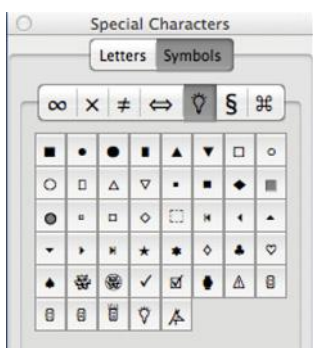 Special Characters
Letters Symbols
∞ × ≠ ⇔ § ⌘